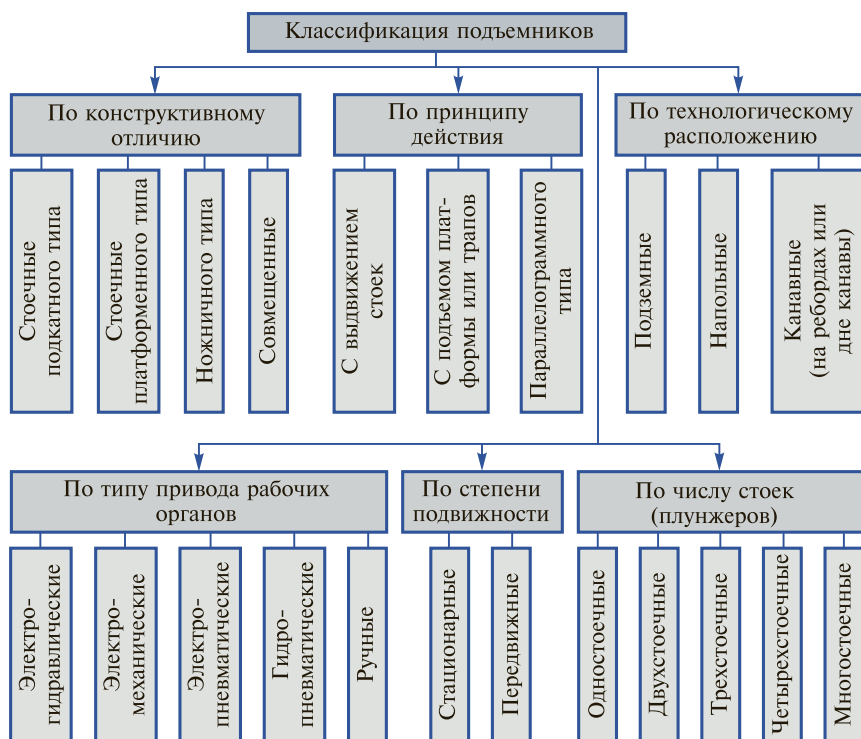 Классификация подъемников
По конструктивному
отличию
По принципу
действия
По технологическому
расположению
Стоечные
подкатного типа
Стоечные
платформенного типа
Ножничного типа
Совмещенные
С выдвижением
стоек
С подъемом плат-
формы или трапов
Параллелограммного
типа
Подземные
Напольные
Канавные
(на ребордах или
дне канавы)
По типу привода рабочих
органов
По степени
подвижности
По числу стоек
(плунжеров)
Электро-
гидравлические
Электро-
механические
Электро-
пневматические
Гидро-
пневматические
Ручные
Стационарные
Передвижные
Одностоечные
Двухстоечные
Трехстоечные
Четырехстоечные
Многостоечные